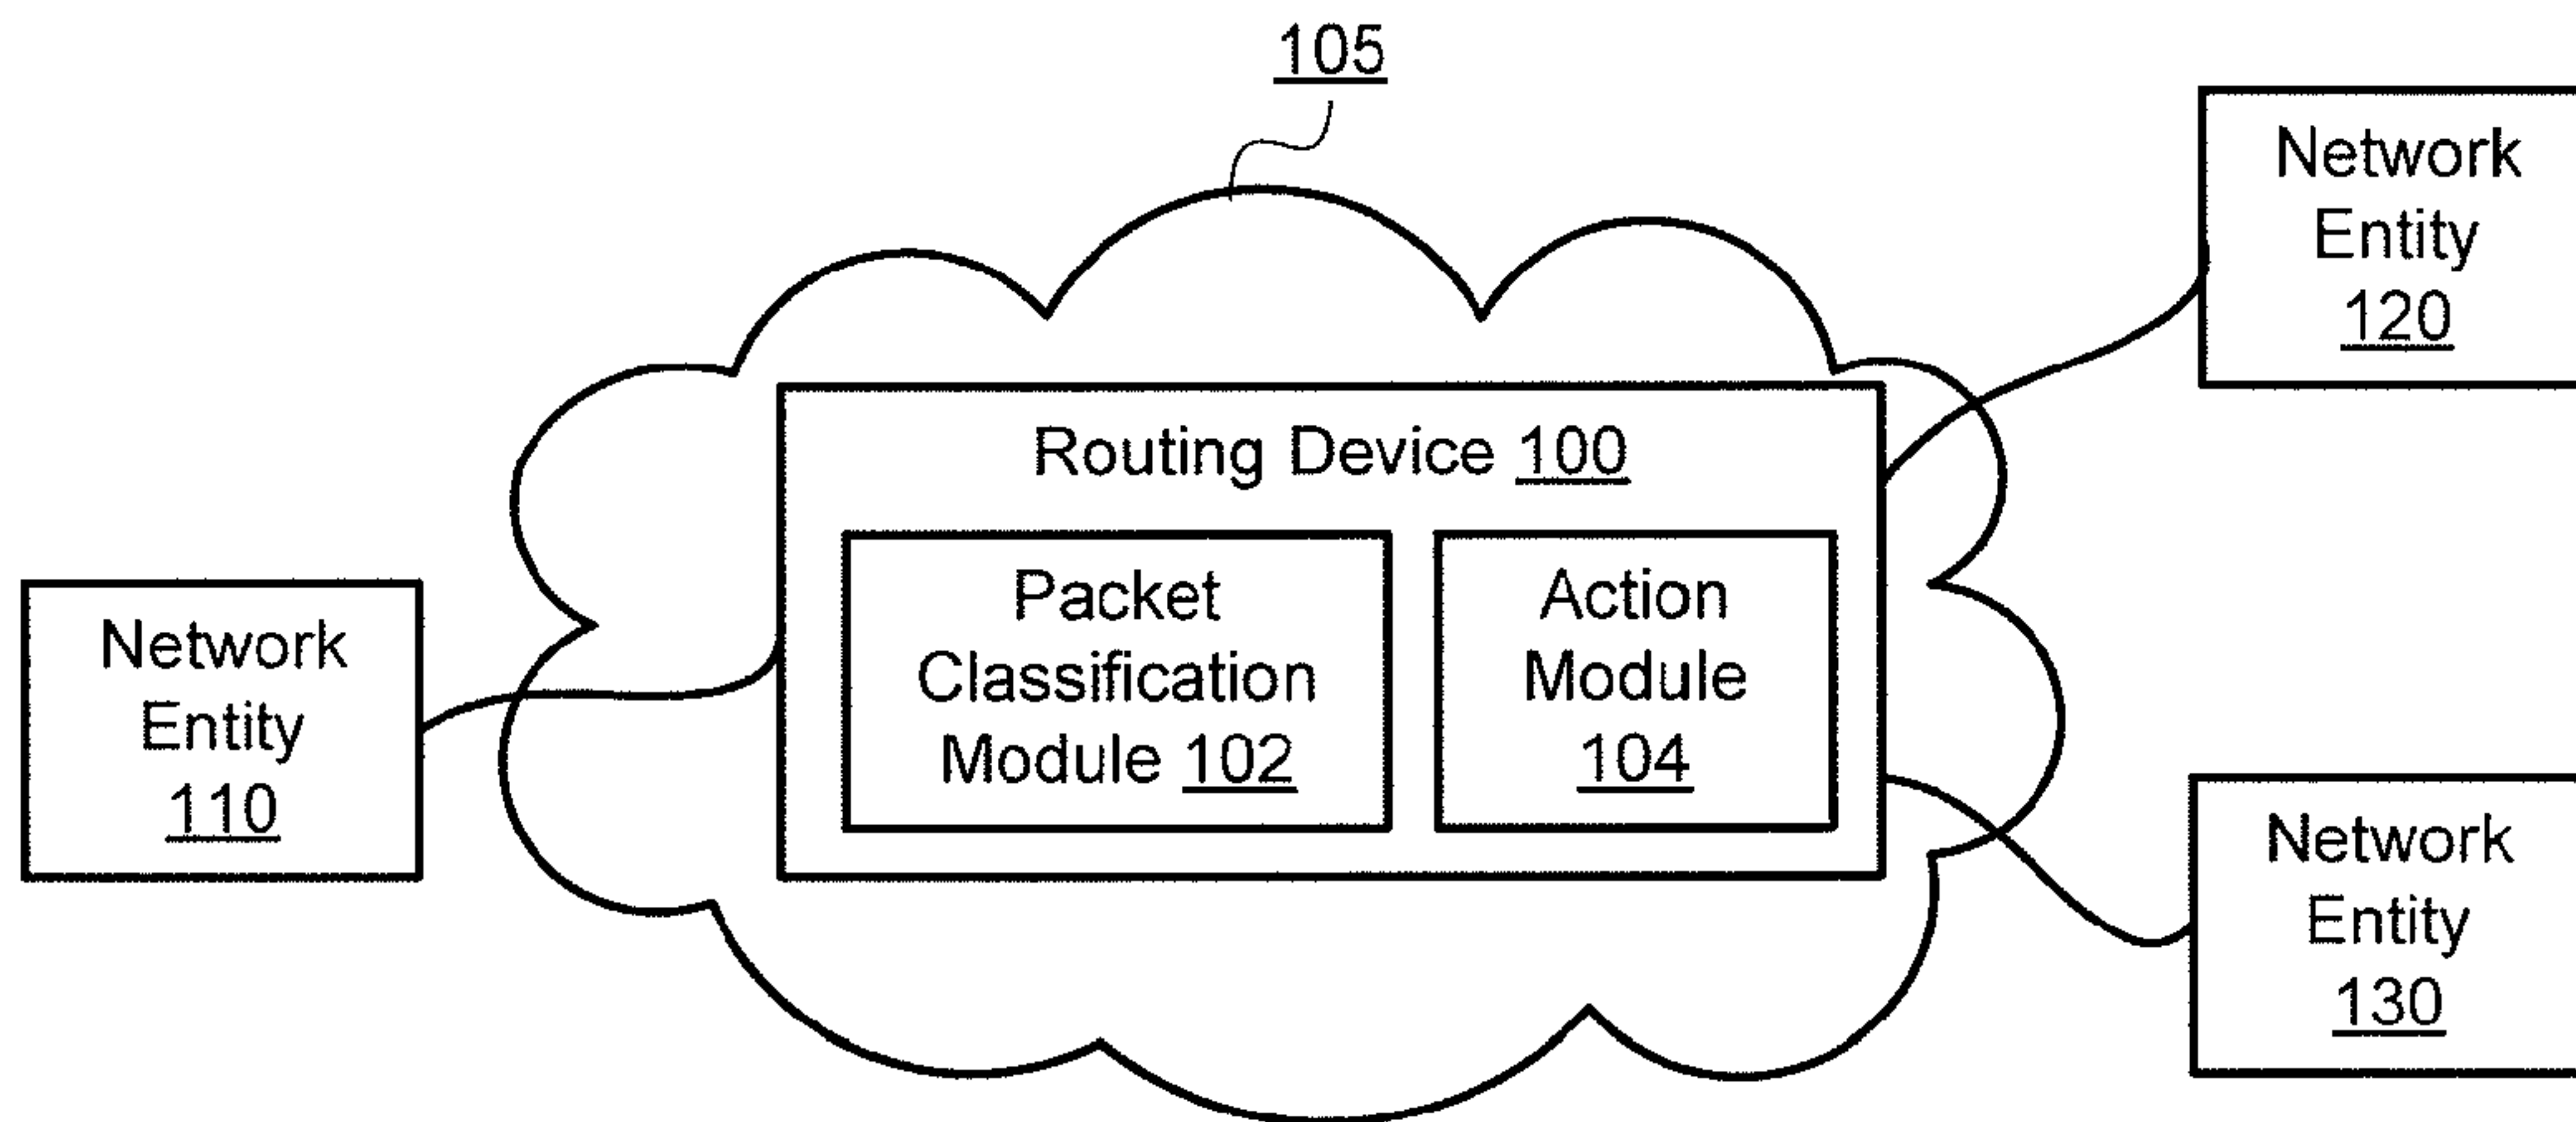 105
Network
Entity
120
Routing Device 100
Packet
Classification
Module 102
Action
Module
104
Network
Entity
110
Network
Entity
130